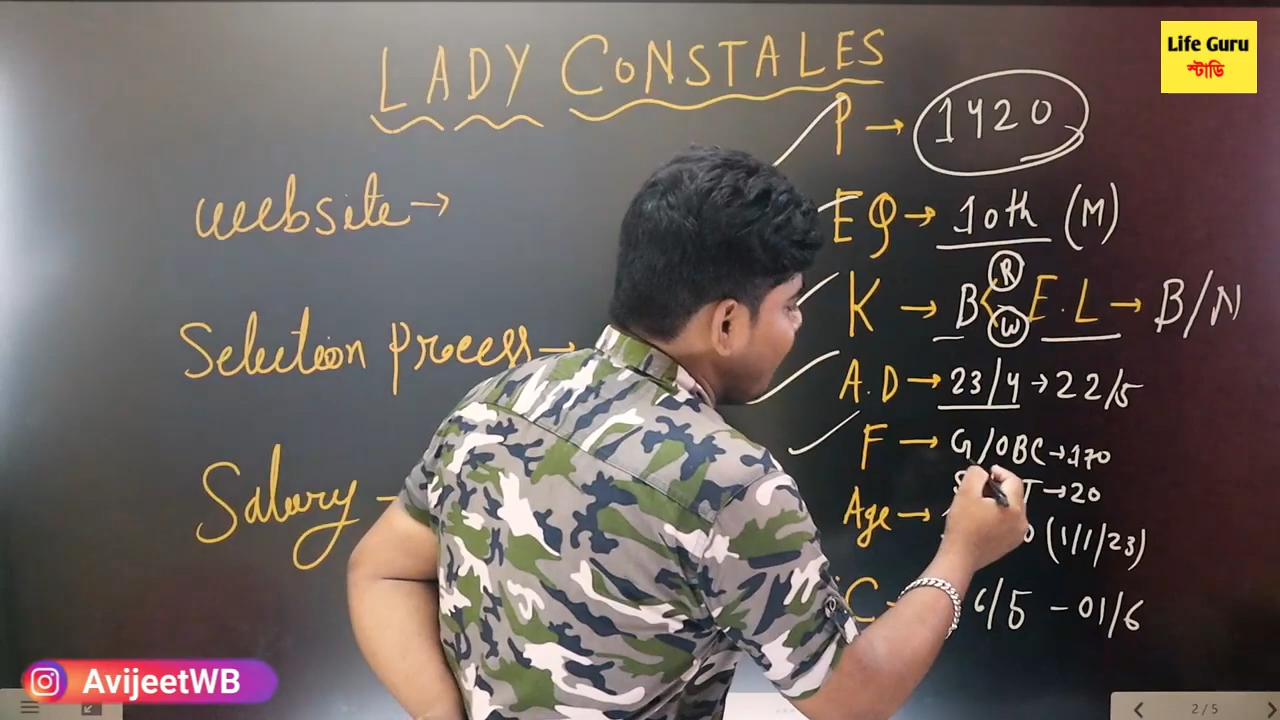 LADY CONSTALES
Life Guru
স্টাডি
P → 1420
Website →
EQ → 10th (M)
K → B < R W E.L → B/N
Selection Process →
A.D → 23/4 → 22/5
F → G/OBC → 170
T → 20
Salary
Age →
(1/1/23)
C
6/5 - 01/6
AvijeetWB
2/5